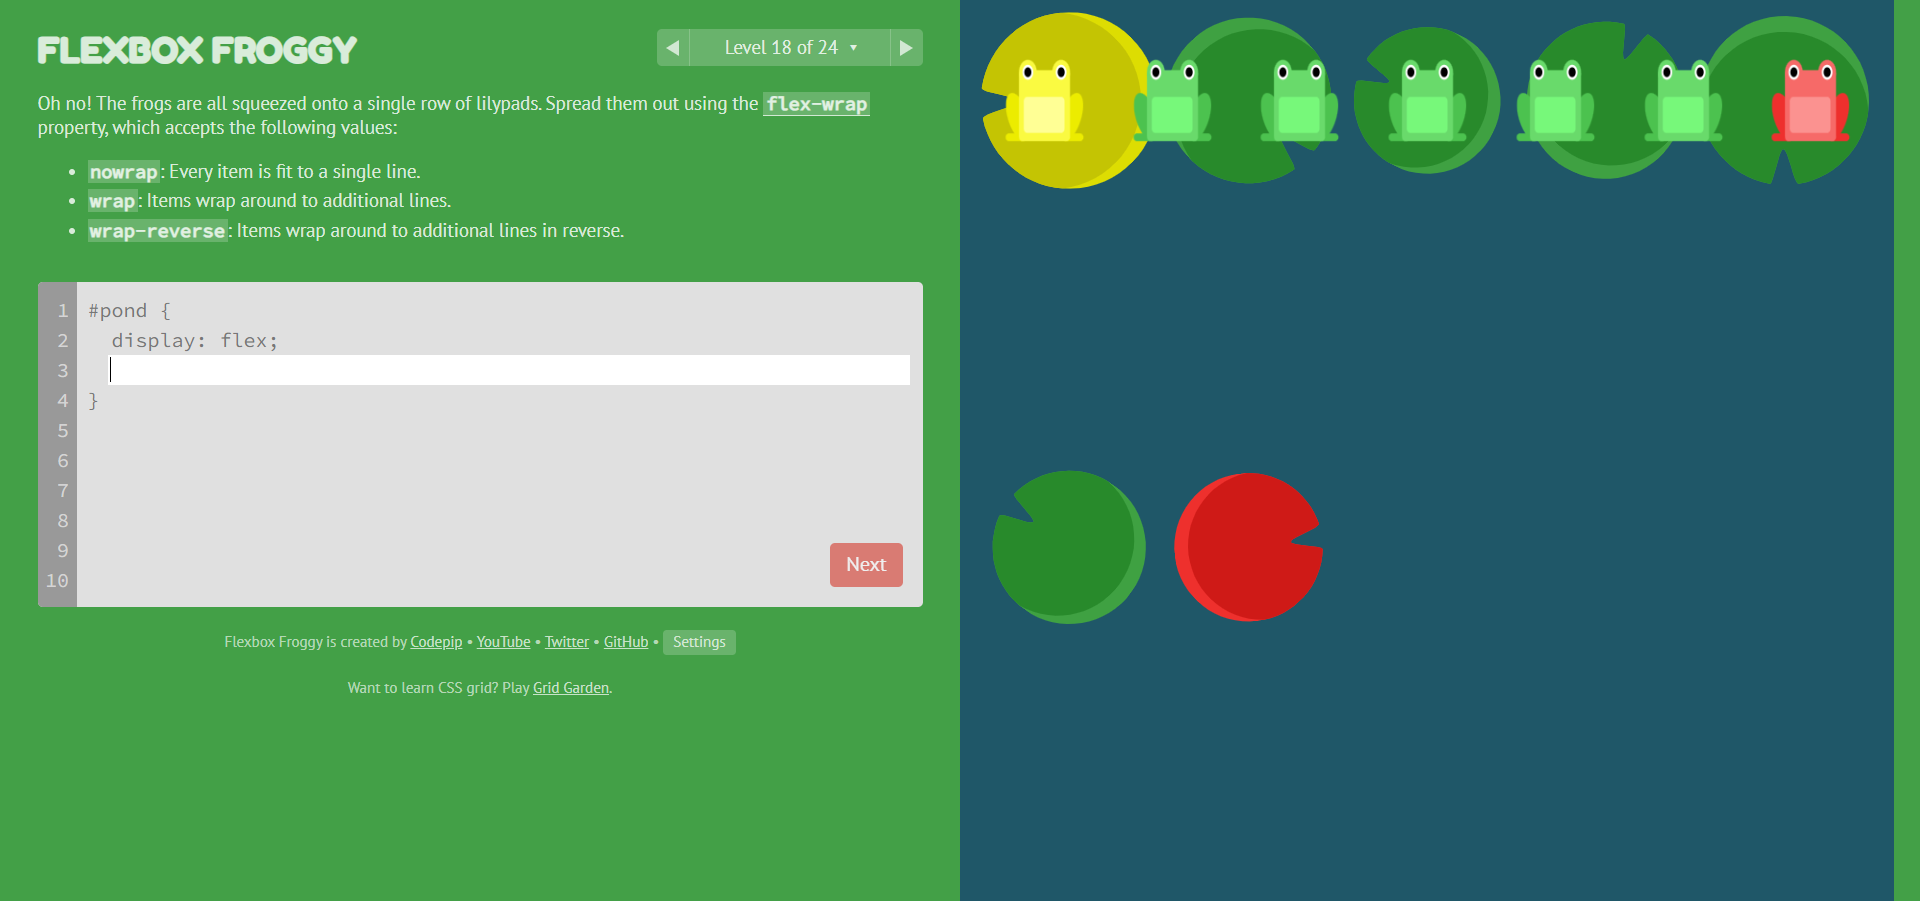 FLEXBOX FROGGY
◀ Level 18 of 24 ▼ ▶
Oh no! The frogs are all squeezed onto a single row of lilypads. Spread them out using the flex-wrap
property, which accepts the following values:
• nowrap: Every item is fit to a single line.
• wrap: Items wrap around to additional lines.
• wrap-reverse: Items wrap around to additional lines in reverse.
1 #pond {
2 display: flex;
3
4 }
5
6
7
8
9
10
Next
Flexbox Froggy is created by Codepip • YouTube • Twitter • GitHub • Settings
Want to learn CSS grid? Play Grid Garden.